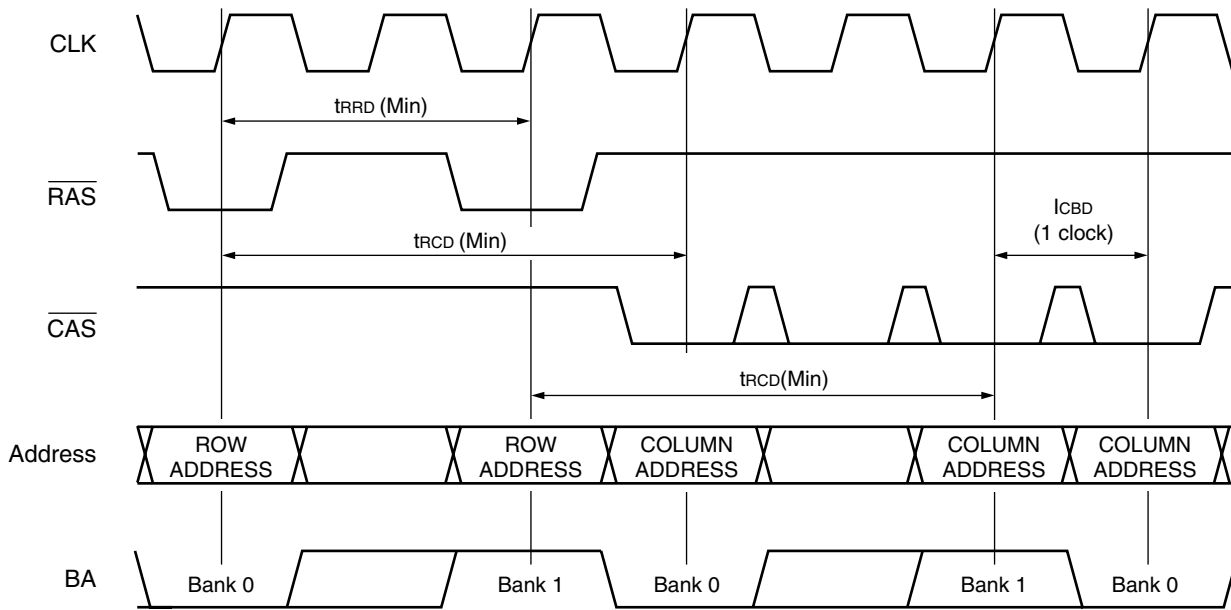 CLK
tRRD (Min)
RAS
tRCD (Min)
ICBD
(1 clock)
CAS
tRCD(Min)
Address
ROW
ADDRESS
ROW
ADDRESS
COLUMN
ADDRESS
COLUMN
ADDRESS
COLUMN
ADDRESS
BA
Bank 0
Bank 1
Bank 0
Bank 1
Bank 0